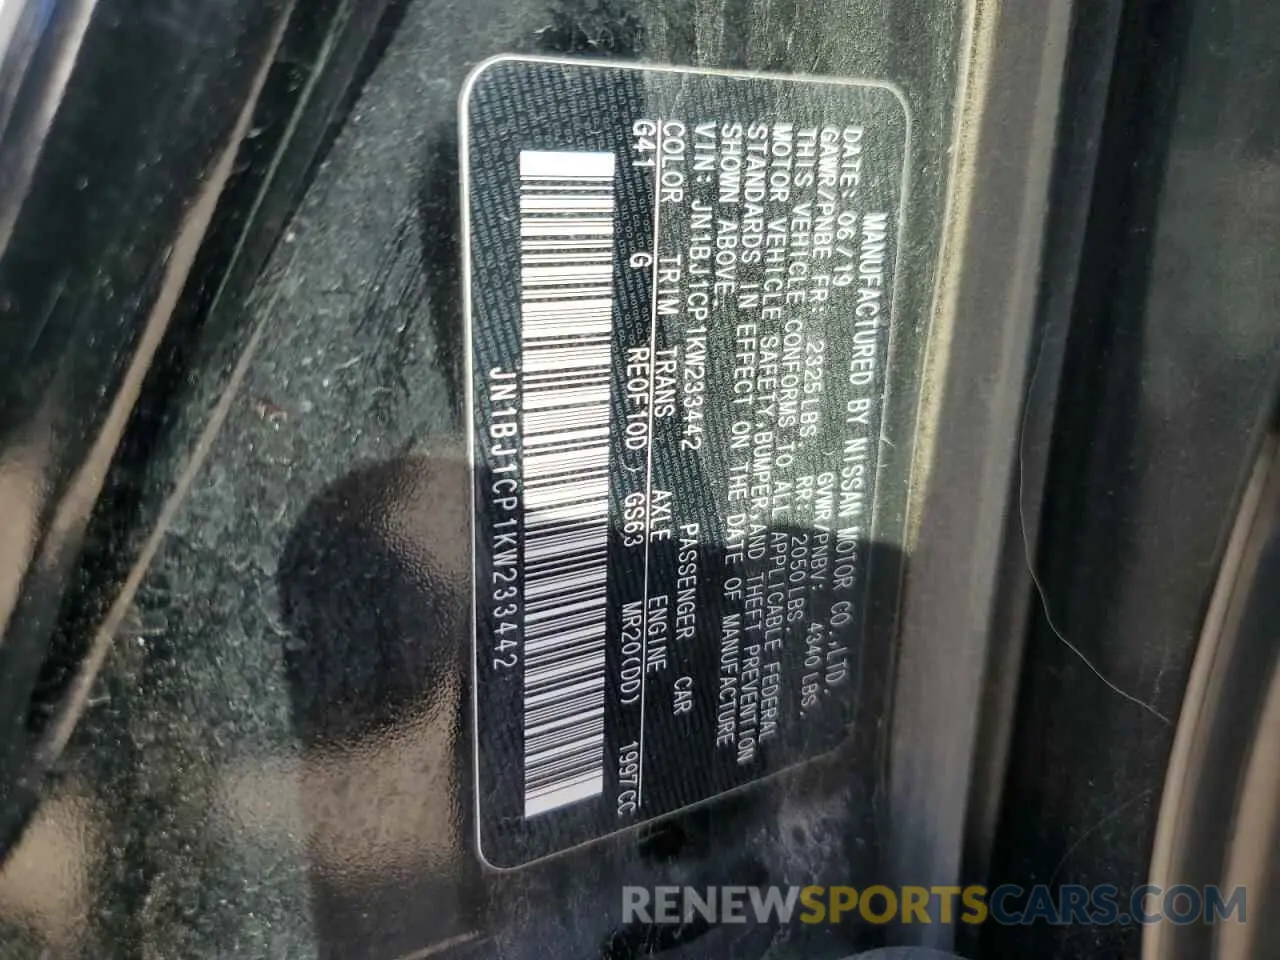 MANUFACTURED BY NISSAN MOTOR CO.,LTD.
DATE: 06/19 GVWR/PNBV: 4340 LBS.
GAWR/PNBE FR: 2325 LBS. RR: 2050 LBS.
THIS VEHICLE CONFORMS TO ALL APPLICABLE FEDERAL
MOTOR VEHICLE SAFETY, BUMPER, AND THEFT PREVENTION
STANDARDS IN EFFECT ON THE DATE OF MANUFACTURE
SHOWN ABOVE.
VIN: JN1BJ1CP1KW233442 PASSENGER CAR
COLOR TRIM TRANS AXLE ENGINE
G41 G RE0F10D GS63 MR20(DD) 1997CC
JN1BJ1CP1KW233442
RENEWSPORTSCARS.COM